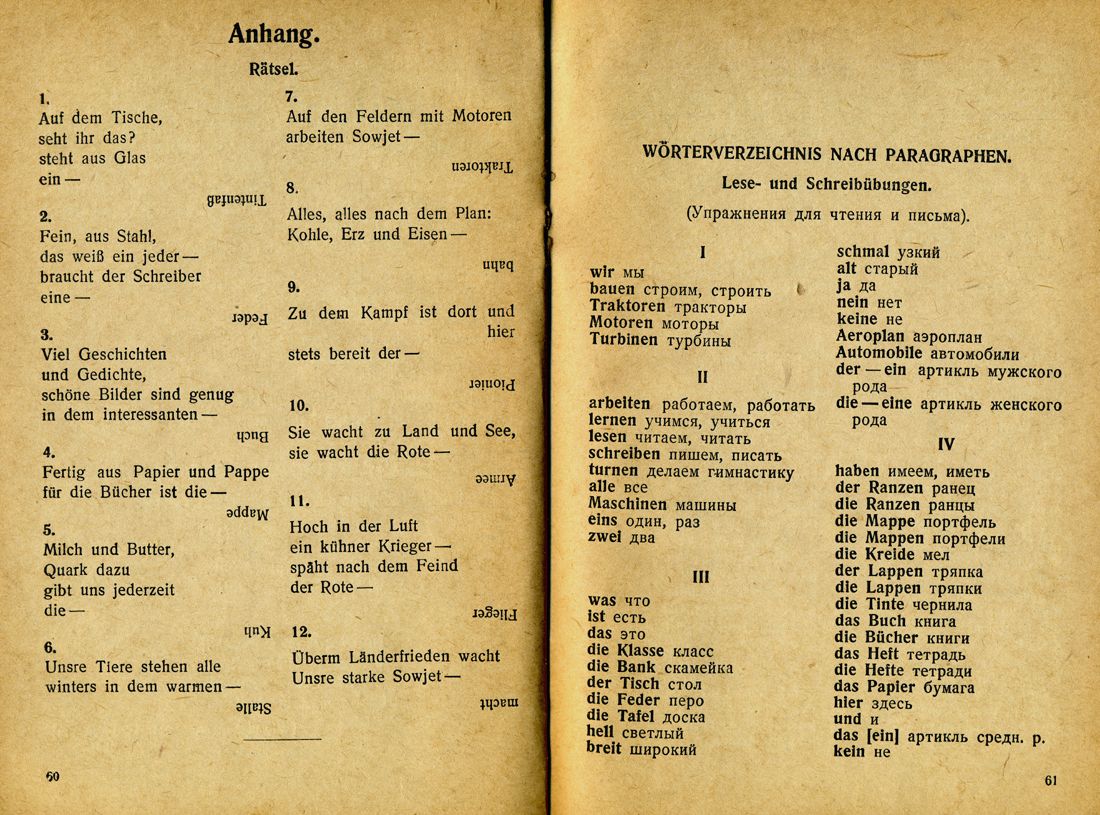 Anhang.
Rätsel.
1.
Auf dem Tische,
seht ihr das?
steht aus Glas
ein —
Tintenfaß
2.
Fein, aus Stahl,
das weiß ein jeder —
braucht der Schreiber
eine —
Feder
3.
Viel Geschichten
und Gedichte,
schöne Bilder sind genug
in dem interessanten —
Buch
4.
Fertig aus Papier und Pappe
für die Bücher ist die —
Mappe
5.
Milch und Butter,
Quark dazu
gibt uns jederzeit
die —
Kuh
6.
Unsre Tiere stehen alle
winters in dem warmen —
Stalle
7.
Auf den Feldern mit Motoren
arbeiten Sowjet —
Traktoren
8.
Alles, alles nach dem Plan:
Kohle, Erz und Eisen —
bahn
9.
Zu dem Kampf ist dort und
hier
stets bereit der —
Pionier
10.
Sie wacht zu Land und See,
sie wacht die Rote —
Armee
11.
Hoch in der Luft
ein kühner Krieger —
späht nach dem Feind
der Rote —
Flieger
12.
Überm Länderfrieden wacht
Unsre starke Sowjet —
macht
60
WÖRTERVERZEICHNIS NACH PARAGRAPHEN.
Lese- und Schreibübungen.
(Упражнения для чтения и письма).
I
wir мы
bauen строим, строить
Traktoren тракторы
Motoren моторы
Turbinen турбины
II
arbeiten работаем, работать
lernen учимся, учиться
lesen читаем, читать
schreiben пишем, писать
turnen делаем гимнастику
alle все
Maschinen машины
eins один, раз
zwei два
III
was что
ist есть
das это
die Klasse класс
die Bank скамейка
der Tisch стол
die Feder перо
die Tafel доска
hell светлый
breit широкий
schmal узкий
alt старый
ja да
nein нет
keine не
Aeroplan аэроплан
Automobile автомобили
der — ein артикль мужского
рода
die — eine артикль женского
рода
IV
haben имеем, иметь
der Ranzen ранец
die Ranzen ранцы
die Mappe портфель
die Mappen портфели
die Kreide мел
der Lappen тряпка
die Lappen тряпки
die Tinte чернила
das Buch книга
die Bücher книги
das Heft тетрадь
die Hefte тетради
das Papier бумага
hier здесь
und и
das [ein] артикль средн. р.
kein не
61